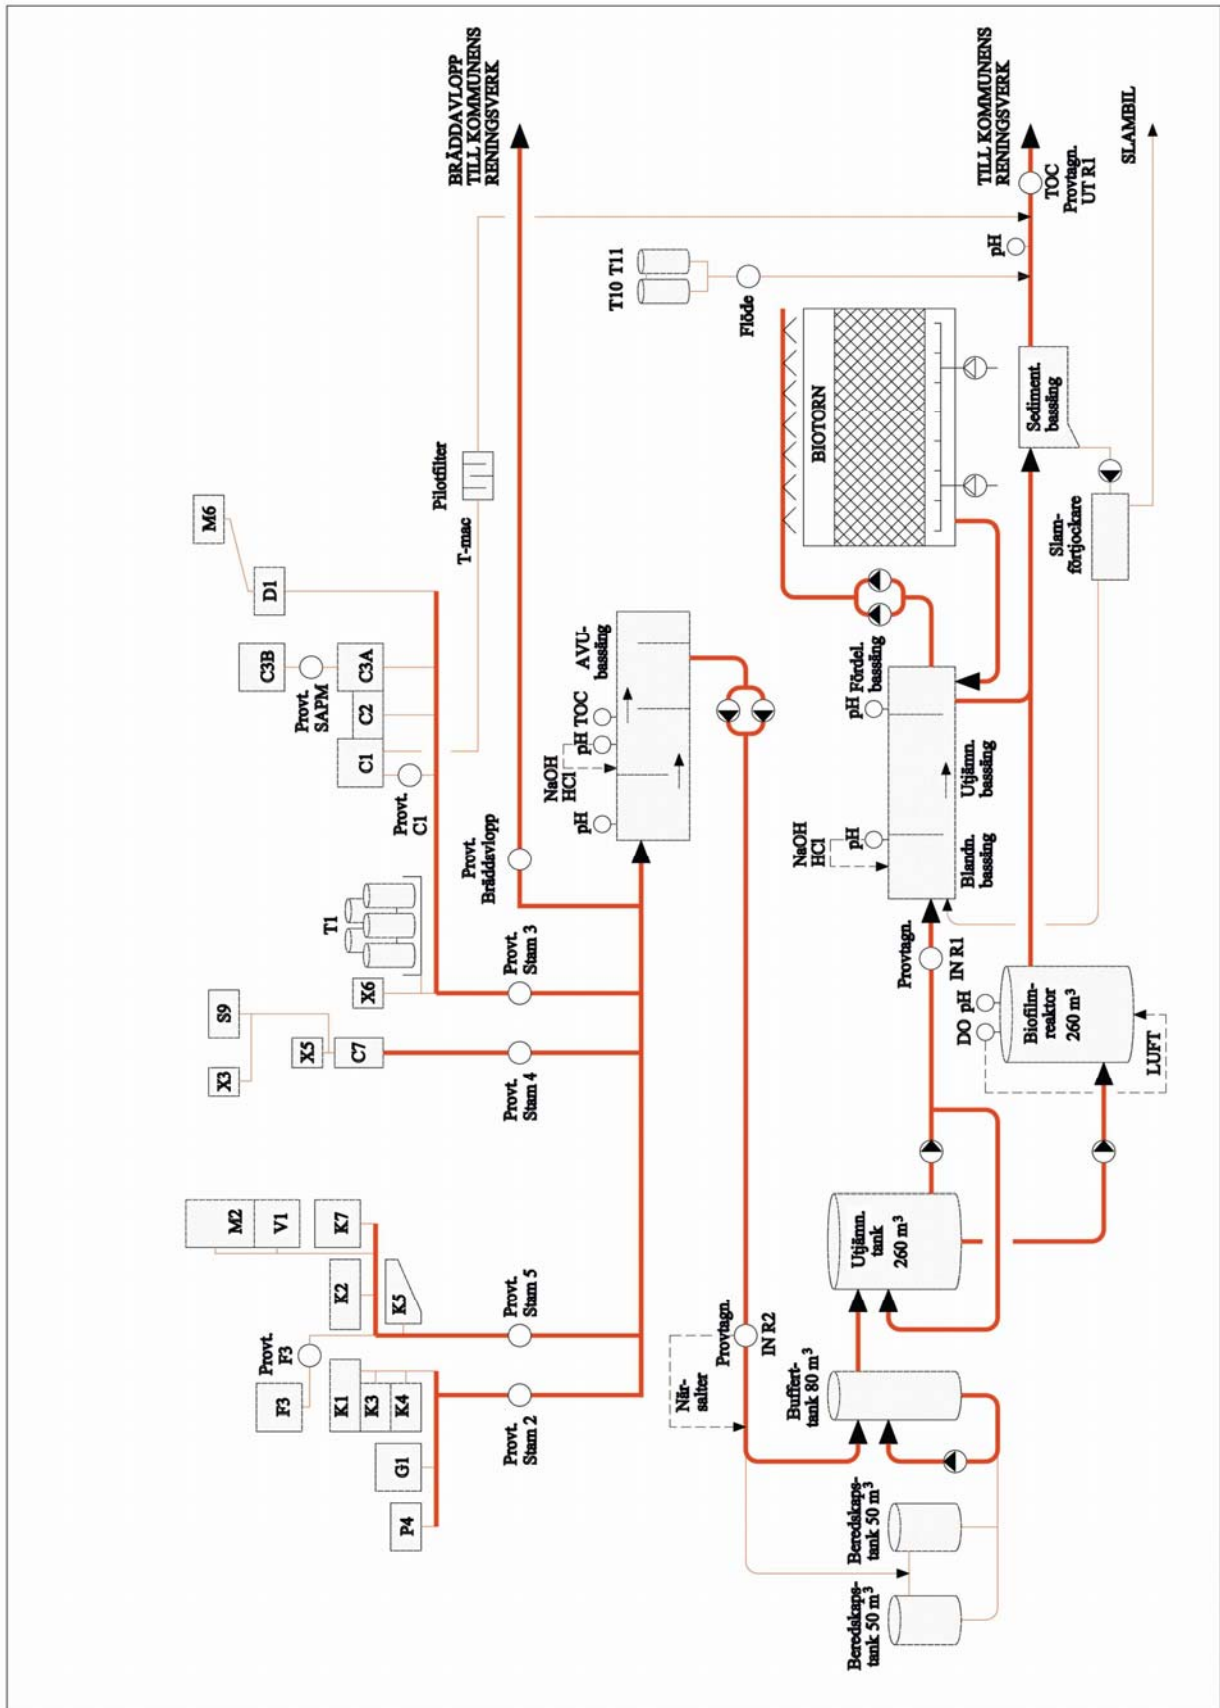 M6
D1
C3B
Provt.
SAPM
C3A
C2
C1
Provt.
C1
T1
X6
Provt.
Stam 3
S9
X3
X5
C7
Provt.
Stam 4
M2
V1
K7
K2
K5
Provt.
Stam 5
Provt.
F3
F3
K1
K3
K4
G1
P4
Provt.
Stam 2
BRÄDDAVLOPP
TILL KOMMUNENS
RENINGSVERK
Provt.
Bräddavlopp
Pilotfilter
T-mac
AVU-
bassäng
pH TOC
NaOH
HCl
pH
T10 T11
Flöde
BIOTORN
Provtagn.
IN R2
När-
salter
Buffert-
tank 80 m³
Beredskaps-
tank 50 m³
Beredskaps-
tank 50 m³
Utjämn.
tank
260 m³
Provtagn.
IN R1
NaOH
HCl
pH
Blandn.
bassäng
Utjämn.
bassäng
pH
Fördel.
bassäng
DO pH
Biofilm-
reaktor
260 m³
LUFT
Slam-
förtjockare
Sediment.
bassäng
pH
TOC
Provtagn.
UT R1
TILL KOMMUNENS
RENINGSVERK
SLAMBIL